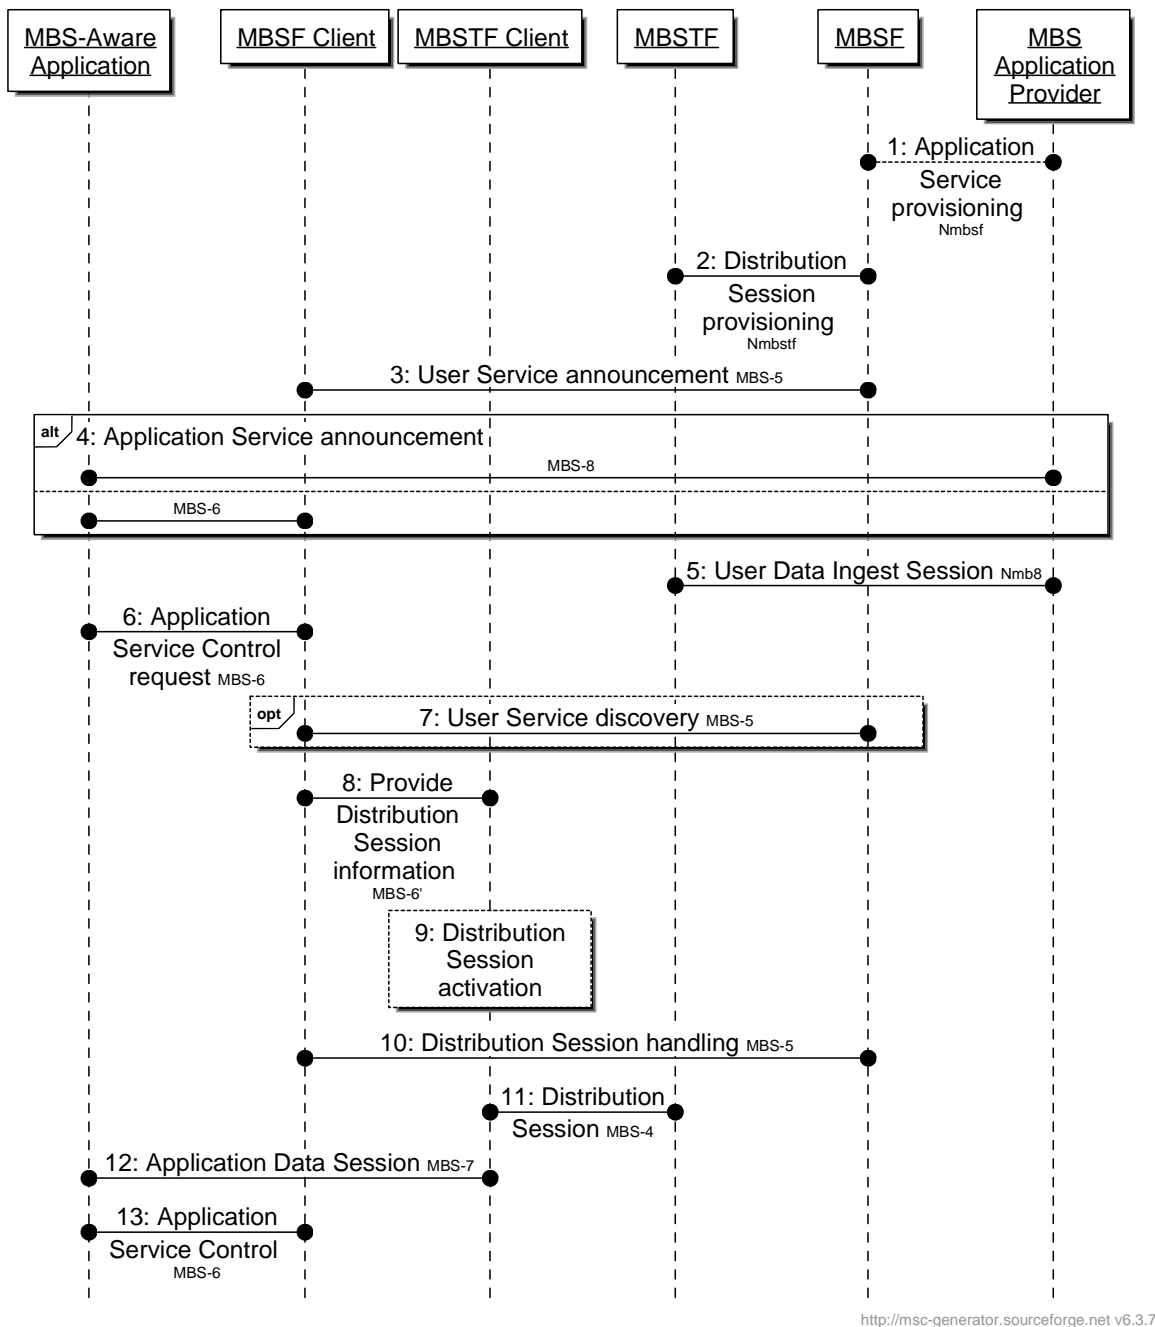 MBS-Aware
Application
MBSF Client
MBSTF Client
MBSTF
MBSF
MBS
Application
Provider
1: Application
Service
provisioning
Nmbsf
2: Distribution
Session
provisioning
Nmbstf
3: User Service announcement MBS-5
alt
4: Application Service announcement
MBS-8
MBS-6
5: User Data Ingest Session Nmb8
6: Application
Service Control
request MBS-6
opt
7: User Service discovery MBS-5
8: Provide
Distribution
Session
information
MBS-6'
9: Distribution
Session
activation
10: Distribution Session handling MBS-5
11: Distribution
Session MBS-4
12: Application Data Session MBS-7
13: Application
Service Control
MBS-6
http://msc-generator.sourceforge.net v6.3.7